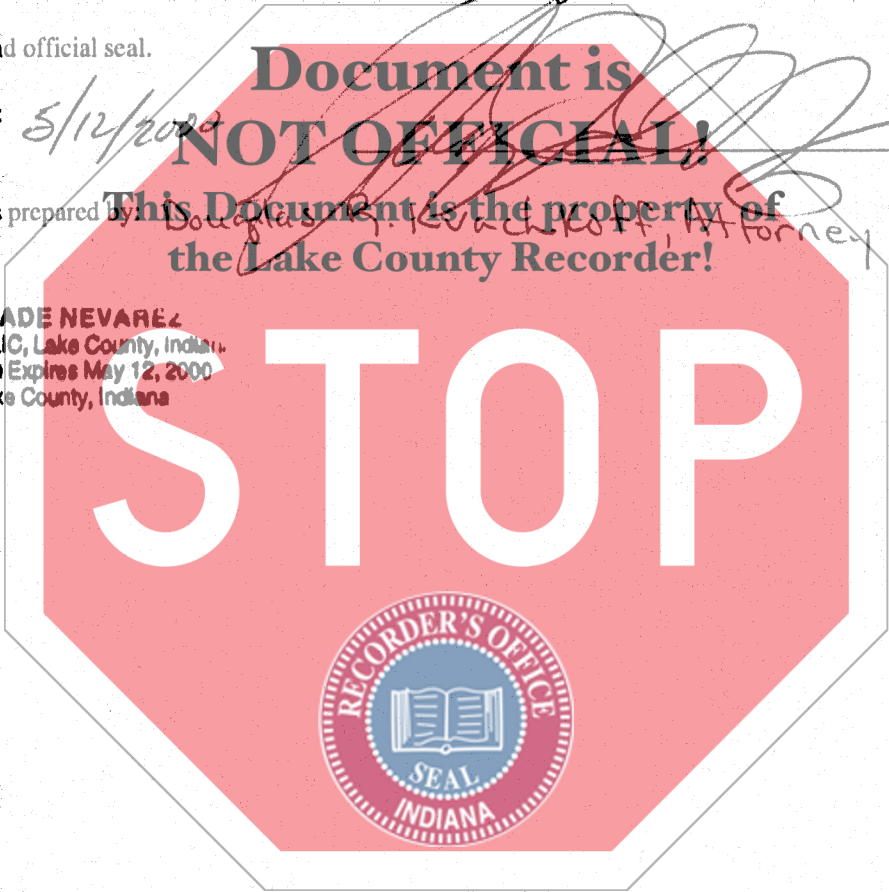 d official seal.
Document is
5/12/2000
NOT OFFICIAL!
prepared by: Douglas R. Kvachkoff, Attorney
This Document is the property of
the Lake County Recorder!
ADE NEVAREZ
IC, Lake County, Indiana
Expires May 12, 2000
e County, Indiana
STOP
RECORDER'S OFFICE
SEAL
INDIANA